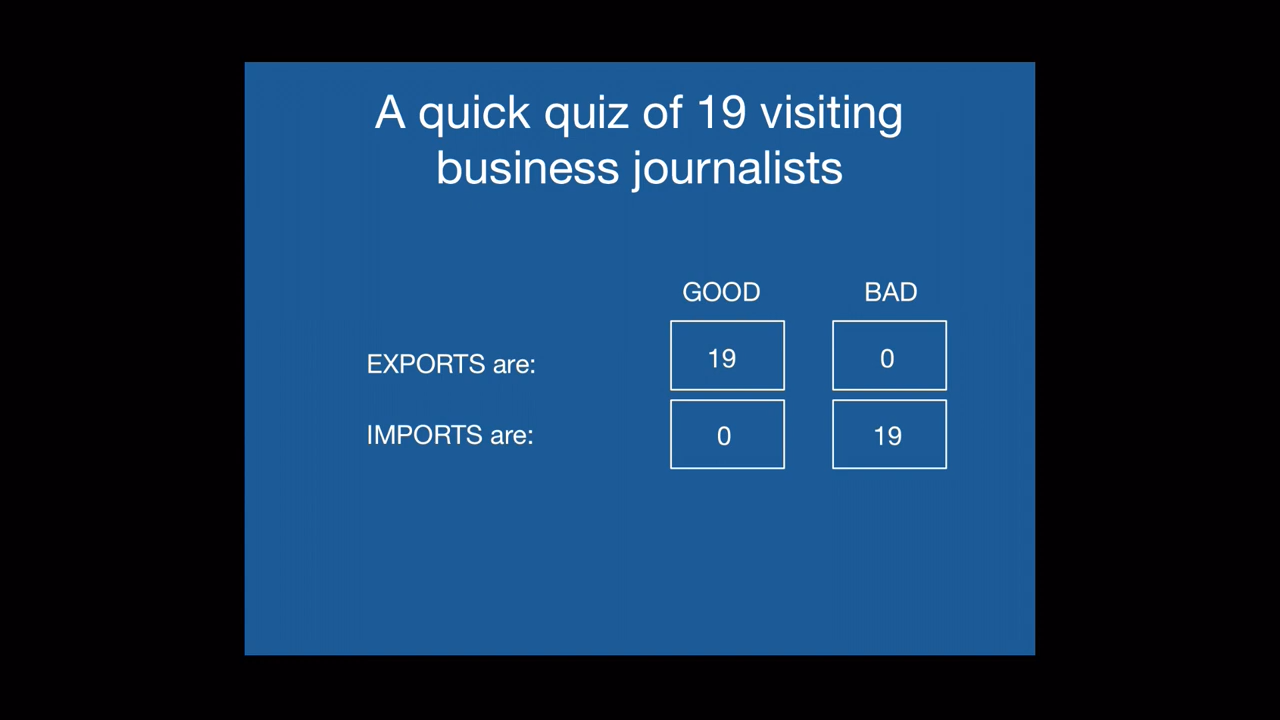 A quick quiz of 19 visiting
business journalists
GOOD BAD
EXPORTS are: 19 0
IMPORTS are: 0 19